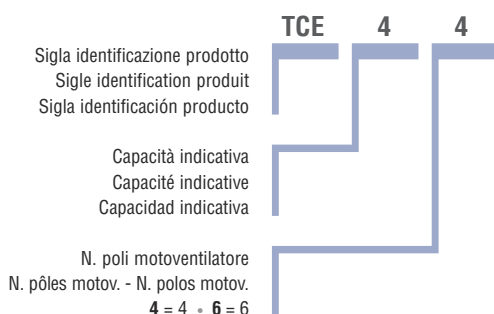 TCE 4 4
Sigla identificazione prodotto
Sigle identification produit
Sigla identificación producto
Capacità indicativa
Capacité indicative
Capacidad indicativa
N. poli motoventilatore
N. pôles motov. - N. polos motov.
4 = 4 • 6 = 6